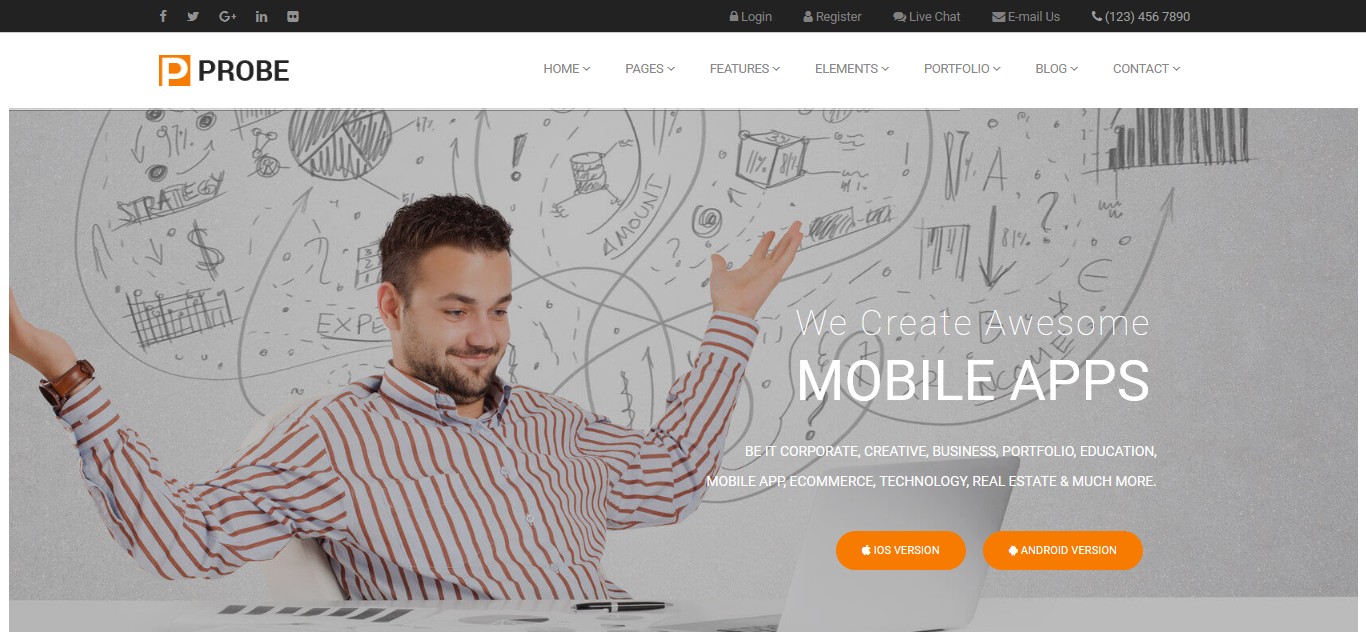 Login Register Live Chat E-mail Us (123) 456 7890
PROBE HOME PAGES FEATURES ELEMENTS PORTFOLIO BLOG CONTACT
STRATEGY
AMOUNT
We Create Awesome
MOBILE APPS
BE IT CORPORATE, CREATIVE, BUSINESS, PORTFOLIO, EDUCATION,
MOBILE APP, ECOMMERCE, TECHNOLOGY, REAL ESTATE & MUCH MORE.
IOS VERSION ANDROID VERSION